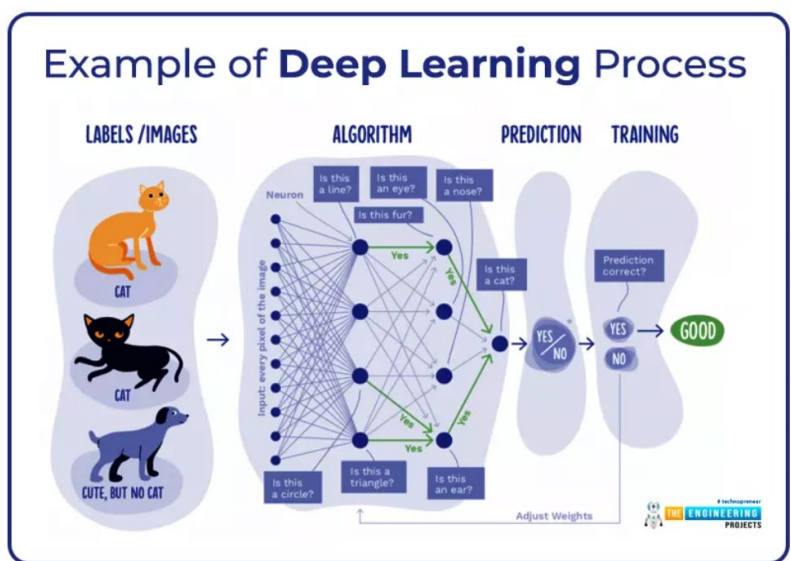 Example of Deep Learning Process
LABELS /IMAGES
ALGORITHM
PREDICTION
TRAINING
CAT
CAT
CUTE, BUT NO CAT
Neuron
Input: every pixel of the image
Is this
a line?
Is this
an eye?
Is this
a nose?
Is this fur?
Yes
Yes
Is this
a cat?
Yes
Yes
Yes
Is this
a circle?
Is this a
triangle?
Is this
an ear?
YES
/
NO
Prediction
correct?
YES
NO
GOOD
Adjust Weights
# technopreneur
THE ENGINEERING
PROJECTS